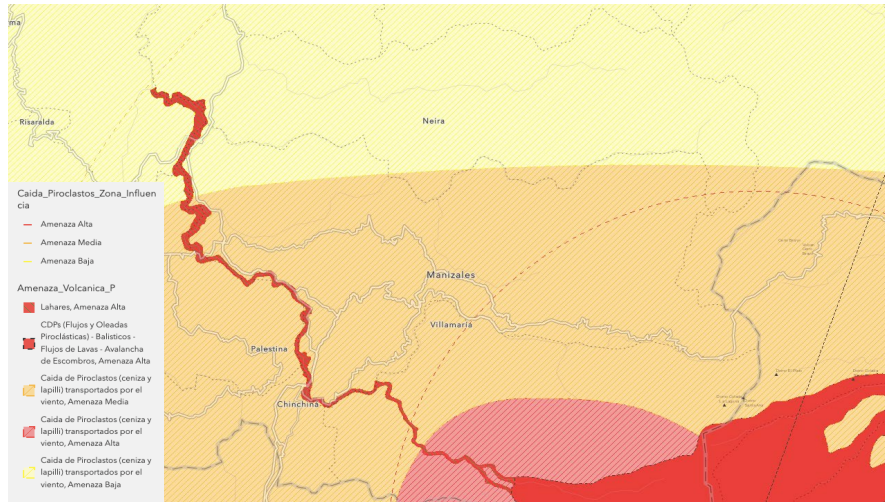 ma
Risaralda
Neira
Caida_Piroclastos_Zona_Influen
cia
Amenaza Alta
Amenaza Media
Amenaza Baja
Amenaza_Volcanica_P
Lahares, Amenaza Alta
CDPs (Flujos y Oleadas
Piroclásticas) - Balisticos -
Flujos de Lavas - Avalancha
de Escombros, Amenaza Alta
Caida de Piroclastos (ceniza y
lapilli) transportados por el
viento, Amenaza Media
Caida de Piroclastos (ceniza y
lapilli) transportados por el
viento, Amenaza Alta
Caida de Piroclastos (ceniza y
lapilli) transportados por el
viento, Amenaza Baja
Manizales
Villamaría
Palestina
Chinchiná